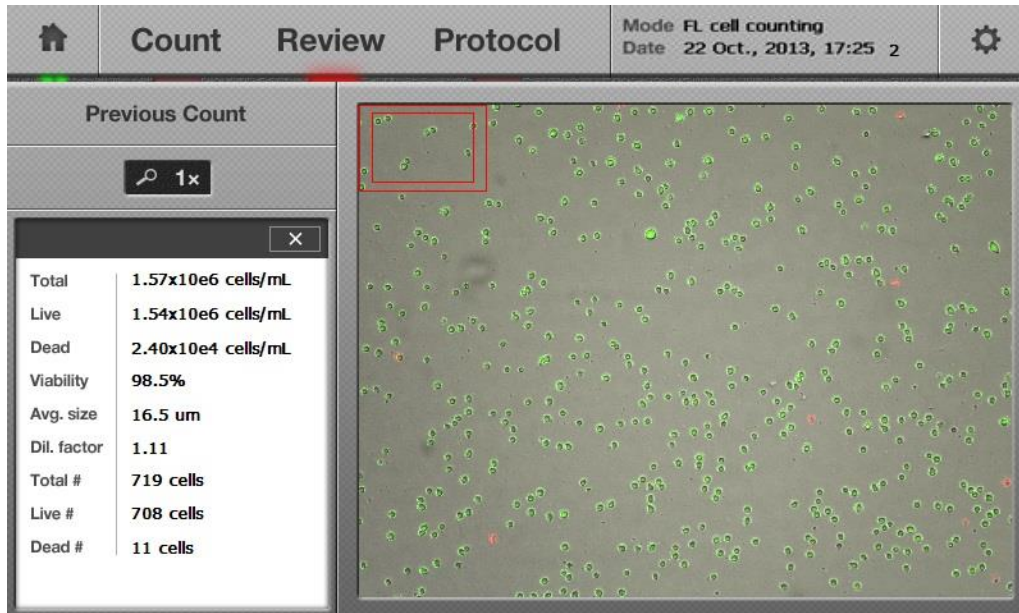 Count Review Protocol
Mode FL cell counting
Date 22 Oct., 2013, 17:25 2
Previous Count
1x
Total 1.57x10e6 cells/mL
Live 1.54x10e6 cells/mL
Dead 2.40x10e4 cells/mL
Viability 98.5%
Avg. size 16.5 um
Dil. factor 1.11
Total # 719 cells
Live # 708 cells
Dead # 11 cells